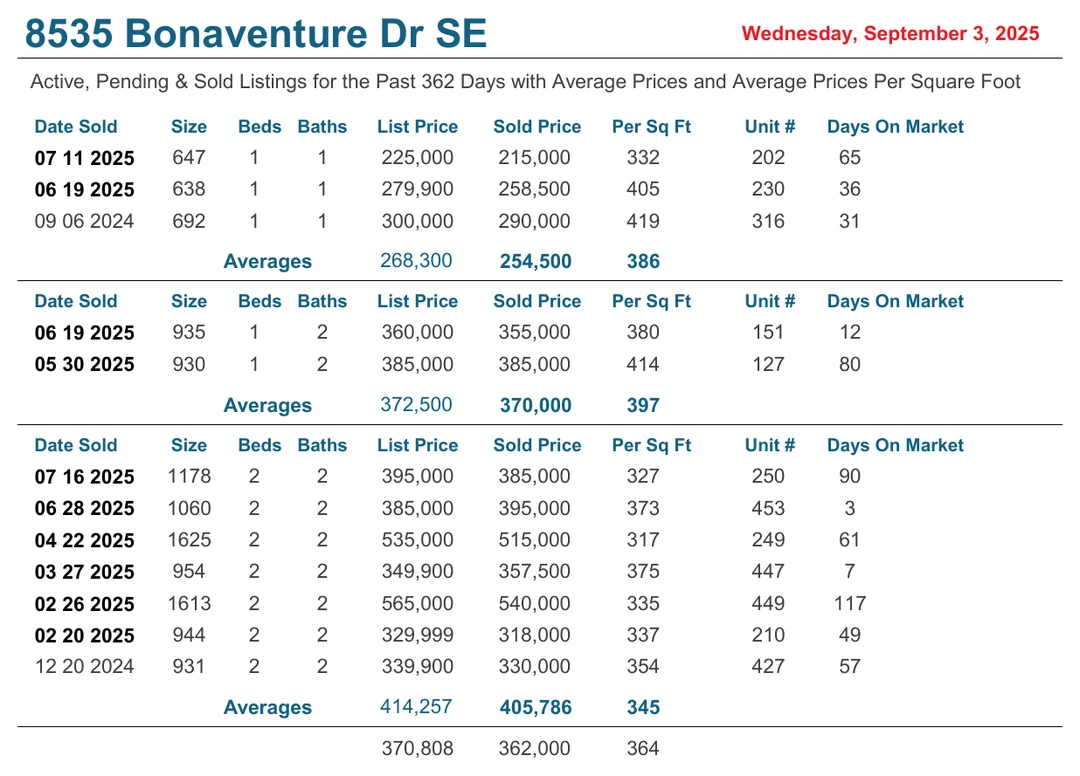 8535 Bonaventure Dr SE Wednesday, September 3, 2025
Active, Pending & Sold Listings for the Past 362 Days with Average Prices and Average Prices Per Square Foot
Date Sold Size Beds Baths List Price Sold Price Per Sq Ft Unit # Days On Market
07 11 2025 647 1 1 225,000 215,000 332 202 65
06 19 2025 638 1 1 279,900 258,500 405 230 36
09 06 2024 692 1 1 300,000 290,000 419 316 31
Averages 268,300 254,500 386
Date Sold Size Beds Baths List Price Sold Price Per Sq Ft Unit # Days On Market
06 19 2025 935 1 2 360,000 355,000 380 151 12
05 30 2025 930 1 2 385,000 385,000 414 127 80
Averages 372,500 370,000 397
Date Sold Size Beds Baths List Price Sold Price Per Sq Ft Unit # Days On Market
07 16 2025 1178 2 2 395,000 385,000 327 250 90
06 28 2025 1060 2 2 385,000 395,000 373 453 3
04 22 2025 1625 2 2 535,000 515,000 317 249 61
03 27 2025 954 2 2 349,900 357,500 375 447 7
02 26 2025 1613 2 2 565,000 540,000 335 449 117
02 20 2025 944 2 2 329,999 318,000 337 210 49
12 20 2024 931 2 2 339,900 330,000 354 427 57
Averages 414,257 405,786 345
370,808 362,000 364